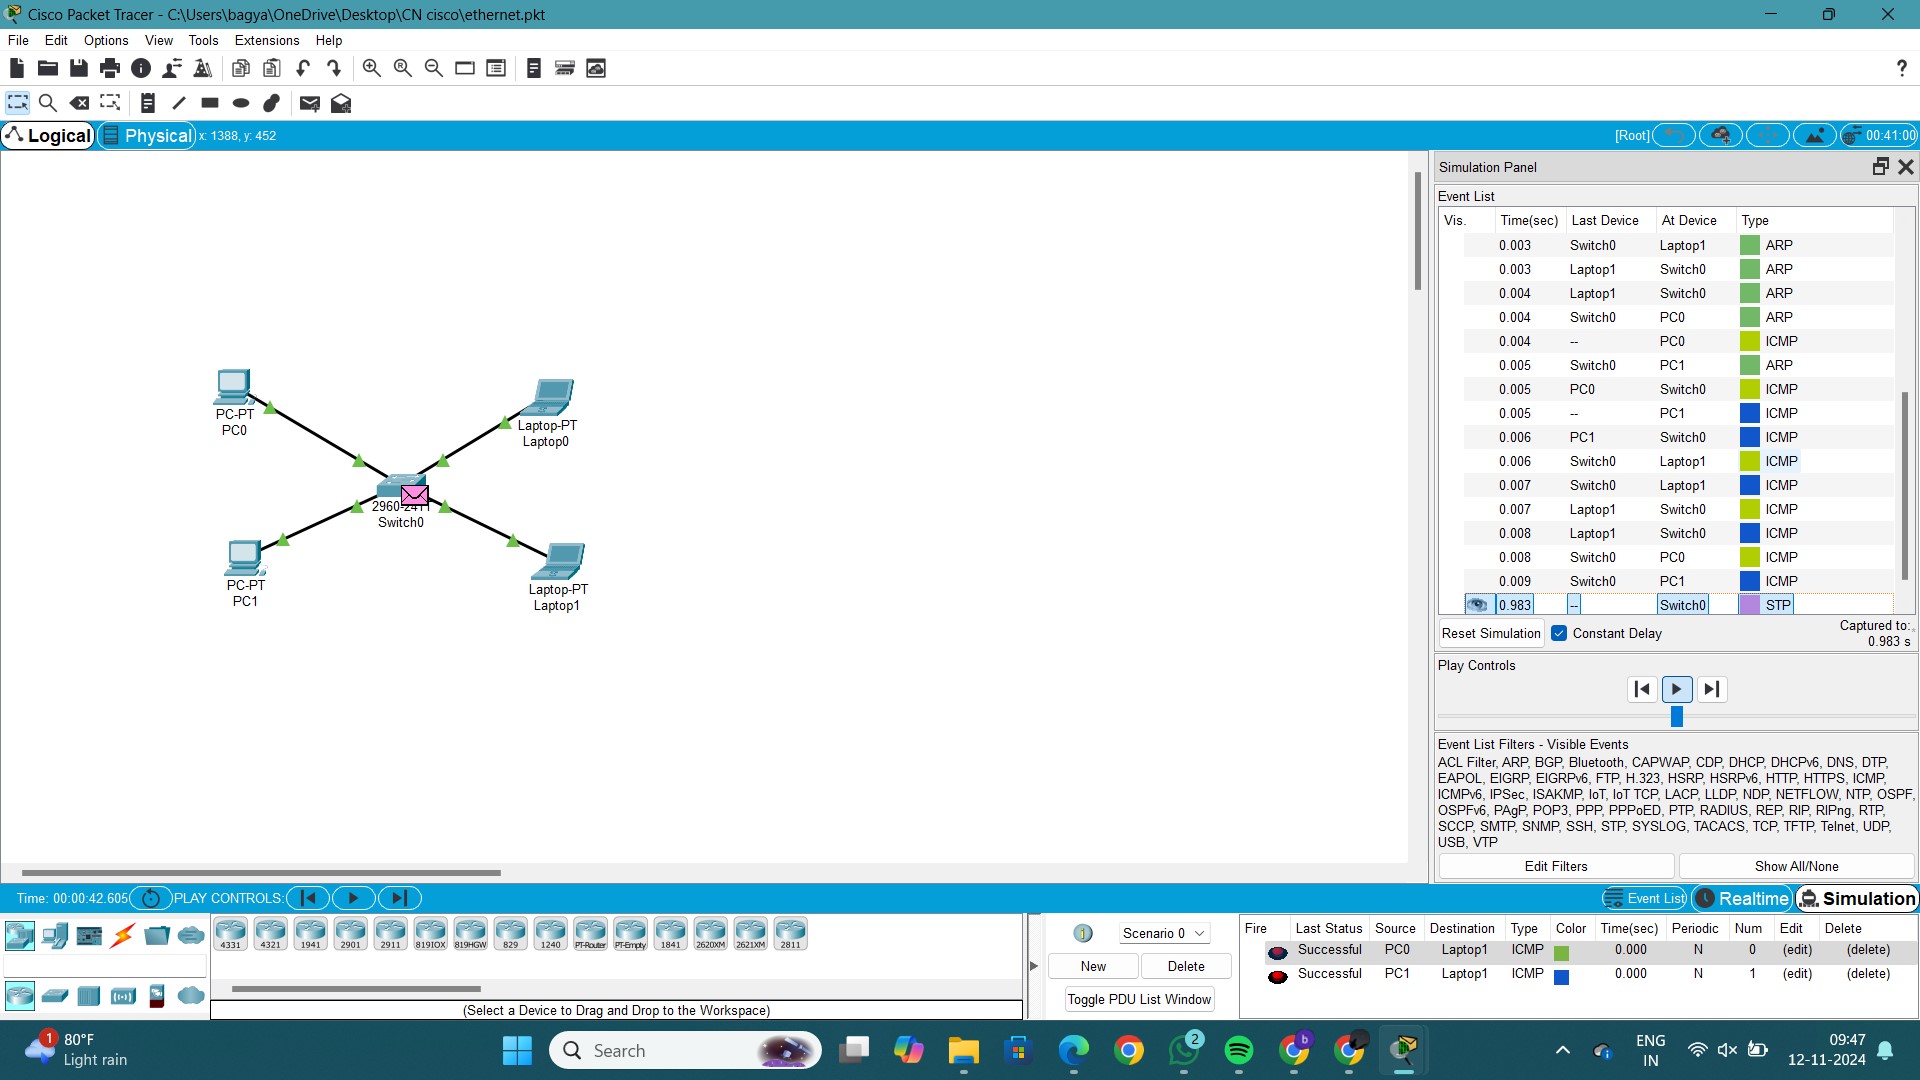 Cisco Packet Tracer - C:\Users\bagya\OneDrive\Desktop\CN cisco\ethernet.pkt
File Edit Options View Tools Extensions Help
?
Logical Physical x: 1388, y: 452 [Root] 00:41:00
Simulation Panel
Event List
Vis. Time(sec) Last Device At Device Type
0.003 Switch0 Laptop1 ARP
0.003 Laptop1 Switch0 ARP
0.004 Laptop1 Switch0 ARP
0.004 Switch0 PC0 ARP
0.004 -- PC0 ICMP
0.005 Switch0 PC1 ARP
0.005 PC0 Switch0 ICMP
0.005 -- PC1 ICMP
0.006 PC1 Switch0 ICMP
0.006 Switch0 Laptop1 ICMP
0.007 Switch0 Laptop1 ICMP
0.007 Laptop1 Switch0 ICMP
0.008 Laptop1 Switch0 ICMP
0.008 Switch0 PC0 ICMP
0.009 Switch0 PC1 ICMP
0.983 -- Switch0 STP
Reset Simulation Constant Delay Captured to:
0.983 s
PC-PT
PC0
Laptop-PT
Laptop0
Switch0
PC-PT
PC1
Laptop-PT
Laptop1
Play Controls
Event List Filters - Visible Events
ACL Filter, ARP, BGP, Bluetooth, CAPWAP, CDP, DHCP, DHCPv6, DNS, DTP,
EAPOL, EIGRP, EIGRPv6, FTP, H.323, HSRP, HSRPv6, HTTP, HTTPS, ICMP,
ICMPv6, IPSec, ISAKMP, IoT, IoT TCP, LACP, LLDP, NDP, NETFLOW, NTP, OSPF,
OSPFv6, PAgP, POP3, PPP, PPPoED, PTP, RADIUS, REP, RIP, RIPng, RTP,
SCCP, SMTP, SNMP, SSH, STP, SYSLOG, TACACS, TCP, TFTP, Telnet, UDP,
USB, VTP
Edit Filters Show All/None
Time: 00:00:42.605 PLAY CONTROLS: Event List Realtime Simulation
4331 4321 1941 2901 2911 819IOX 819HGW 829 1240 PT-Router PT-Empty 1841 2620XM 2621XM 2811
(Select a Device to Drag and Drop to the Workspace)
Scenario 0
New Delete
Toggle PDU List Window
Fire Last Status Source Destination Type Color Time(sec) Periodic Num Edit Delete
Successful PC0 Laptop1 ICMP 0.000 N 0 (edit) (delete)
Successful PC1 Laptop1 ICMP 0.000 N 1 (edit) (delete)
1
80°F
Light rain
Search
2
b
ENG
IN
09:47
12-11-2024